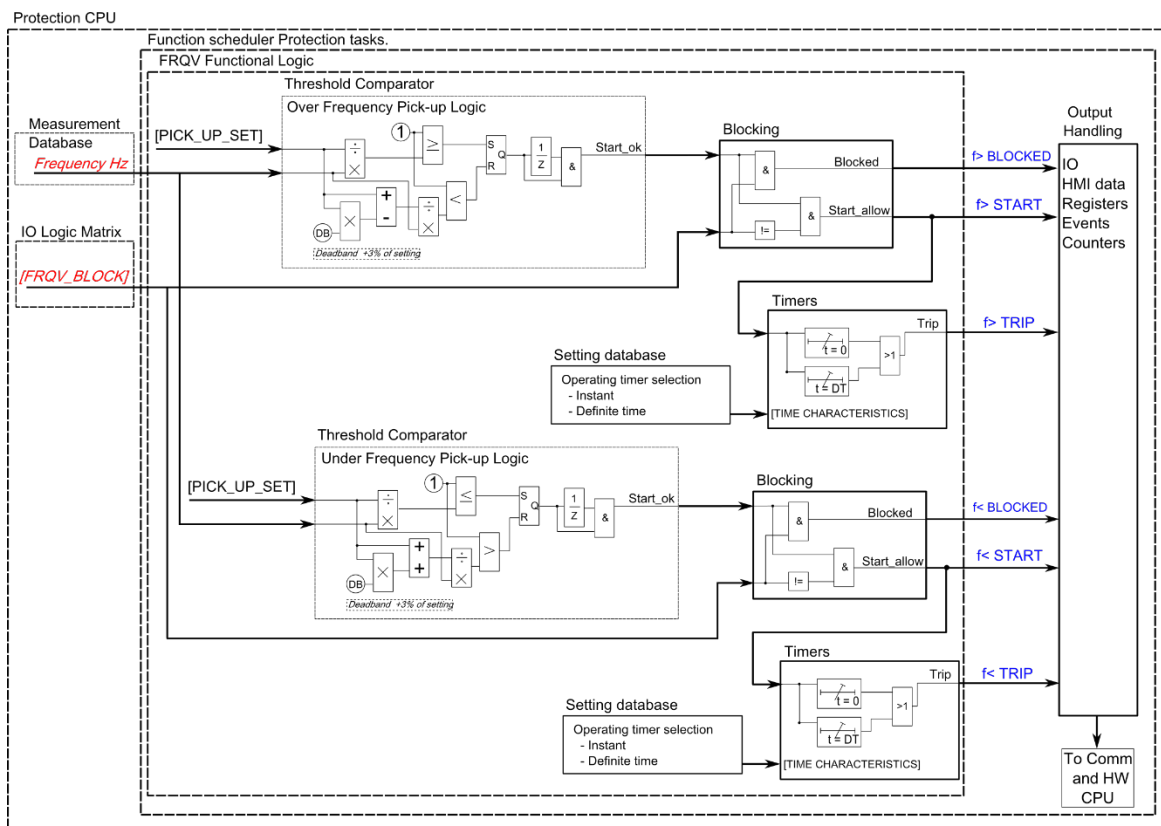 Protection CPU
Function scheduler Protection tasks.
FRQV Functional Logic
Threshold Comparator
Over Frequency Pick-up Logic
Measurement
Database
Frequency Hz
[PICK_UP_SET]
1
≥
S
R
Q
1
Z
&
Start_ok
÷
×
+
-
÷
×
<
DB
×
Deadband +3% of setting
Blocking
&
Blocked
&
Start_allow
!=
f> BLOCKED
f> START
Output
Handling
IO
HMI data
Registers
Events
Counters
IO Logic Matrix
[FRQV_BLOCK]
Timers
t = 0
t = DT
>1
Trip
[TIME CHARACTERISTICS]
f> TRIP
Setting database
Operating timer selection
- Instant
- Definite time
Threshold Comparator
Under Frequency Pick-up Logic
[PICK_UP_SET]
1
≤
S
R
Q
1
Z
&
Start_ok
÷
×
+
+
÷
×
>
DB
×
Deadband +3% of setting
Blocking
&
Blocked
&
Start_allow
!=
f< BLOCKED
f< START
Timers
t = 0
t = DT
>1
Trip
[TIME CHARACTERISTICS]
f< TRIP
Setting database
Operating timer selection
- Instant
- Definite time
To Comm
and HW
CPU